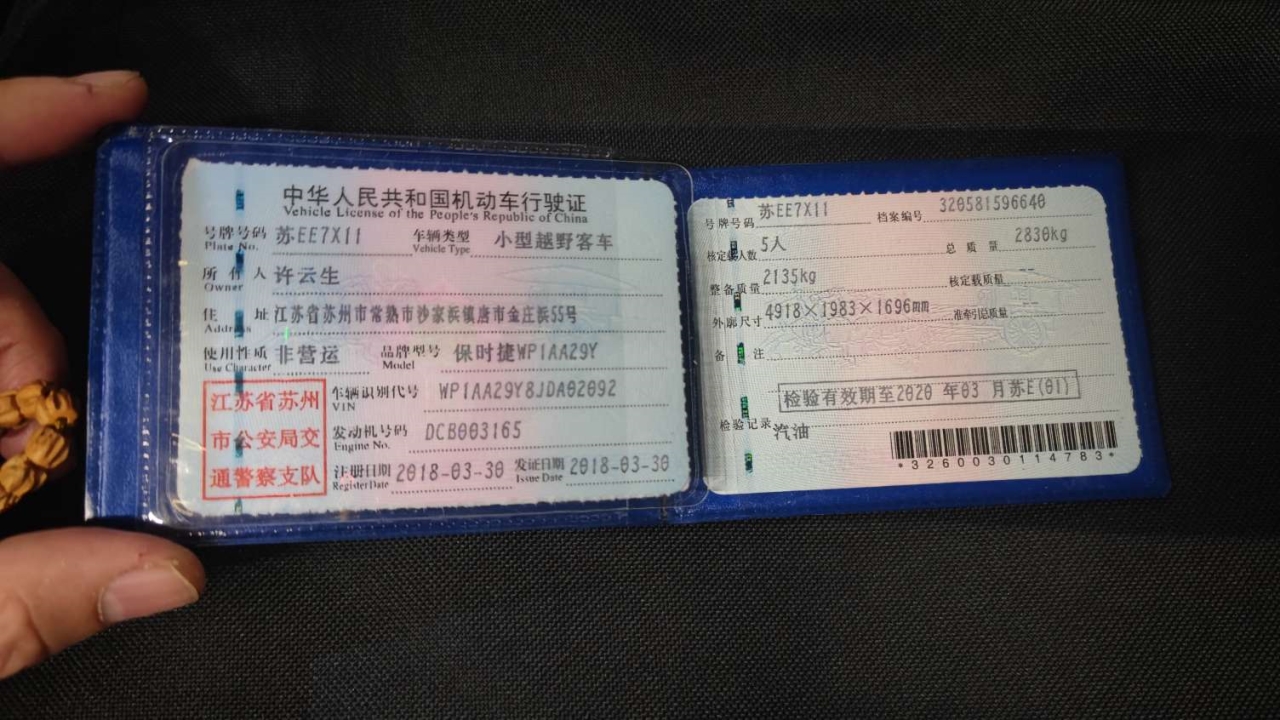 中华人民共和国机动车行驶证
Vehicle License of the People's Republic of China
号牌号码 苏EE7X11 车辆类型 小型越野客车
Plate No. Vehicle Type
所有人 许云生
Owner
住址 江苏省苏州市常熟市沙家浜镇唐市金庄浜55号
Address
使用性质 非营运 品牌型号 保时捷WP1AA29Y
Use Character Model
江苏省苏州
市公安局交
通警察支队
车辆识别代号 WP1AA29Y8JDA02092
VIN
发动机号码 DCB003165
Engine No.
注册日期 2018-03-30 发证日期 2018-03-30
Register Date Issue Date
号牌号码 苏EE7X11 档案编号 320581596640
核定载人数 5人 总质量 2830kg
整备质量 2135kg 核定载质量 --
外廓尺寸 4918×1983×1696mm 准牵引总质量 --
备注
检验有效期至2020 年03 月苏E(01)
检验记录 汽油
*3260030114783*